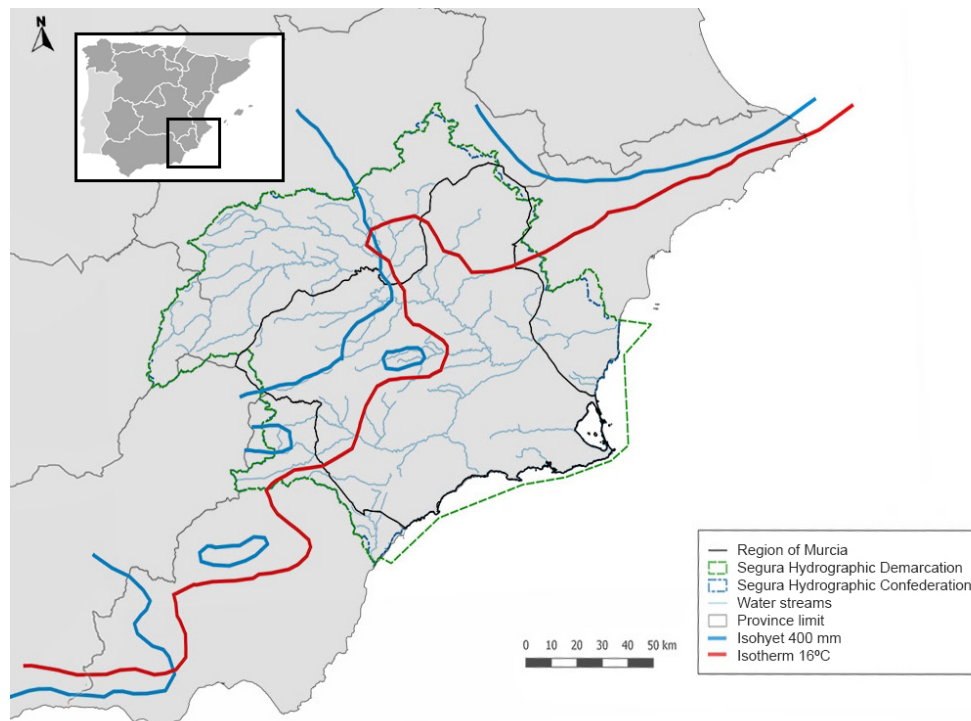 N
Region of Murcia
Segura Hydrographic Demarcation
Segura Hydrographic Confederation
Water streams
Province limit
Isohyet 400 mm
Isotherm 16ºC
0 10 20 30 40 50 km